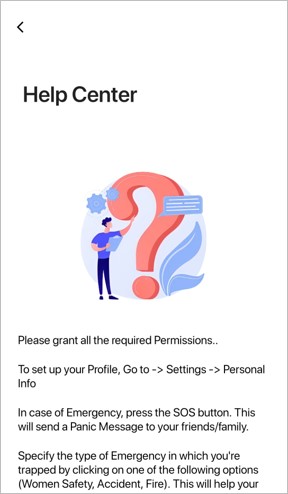 Help Center
Please grant all the required Permissions..
To set up your Profile, Go to -> Settings -> Personal
Info
In case of Emergency, press the SOS button. This
will send a Panic Message to your friends/family.
Specify the type of Emergency in which you're
trapped by clicking on one of the following options
(Women Safety, Accident, Fire). This will help your